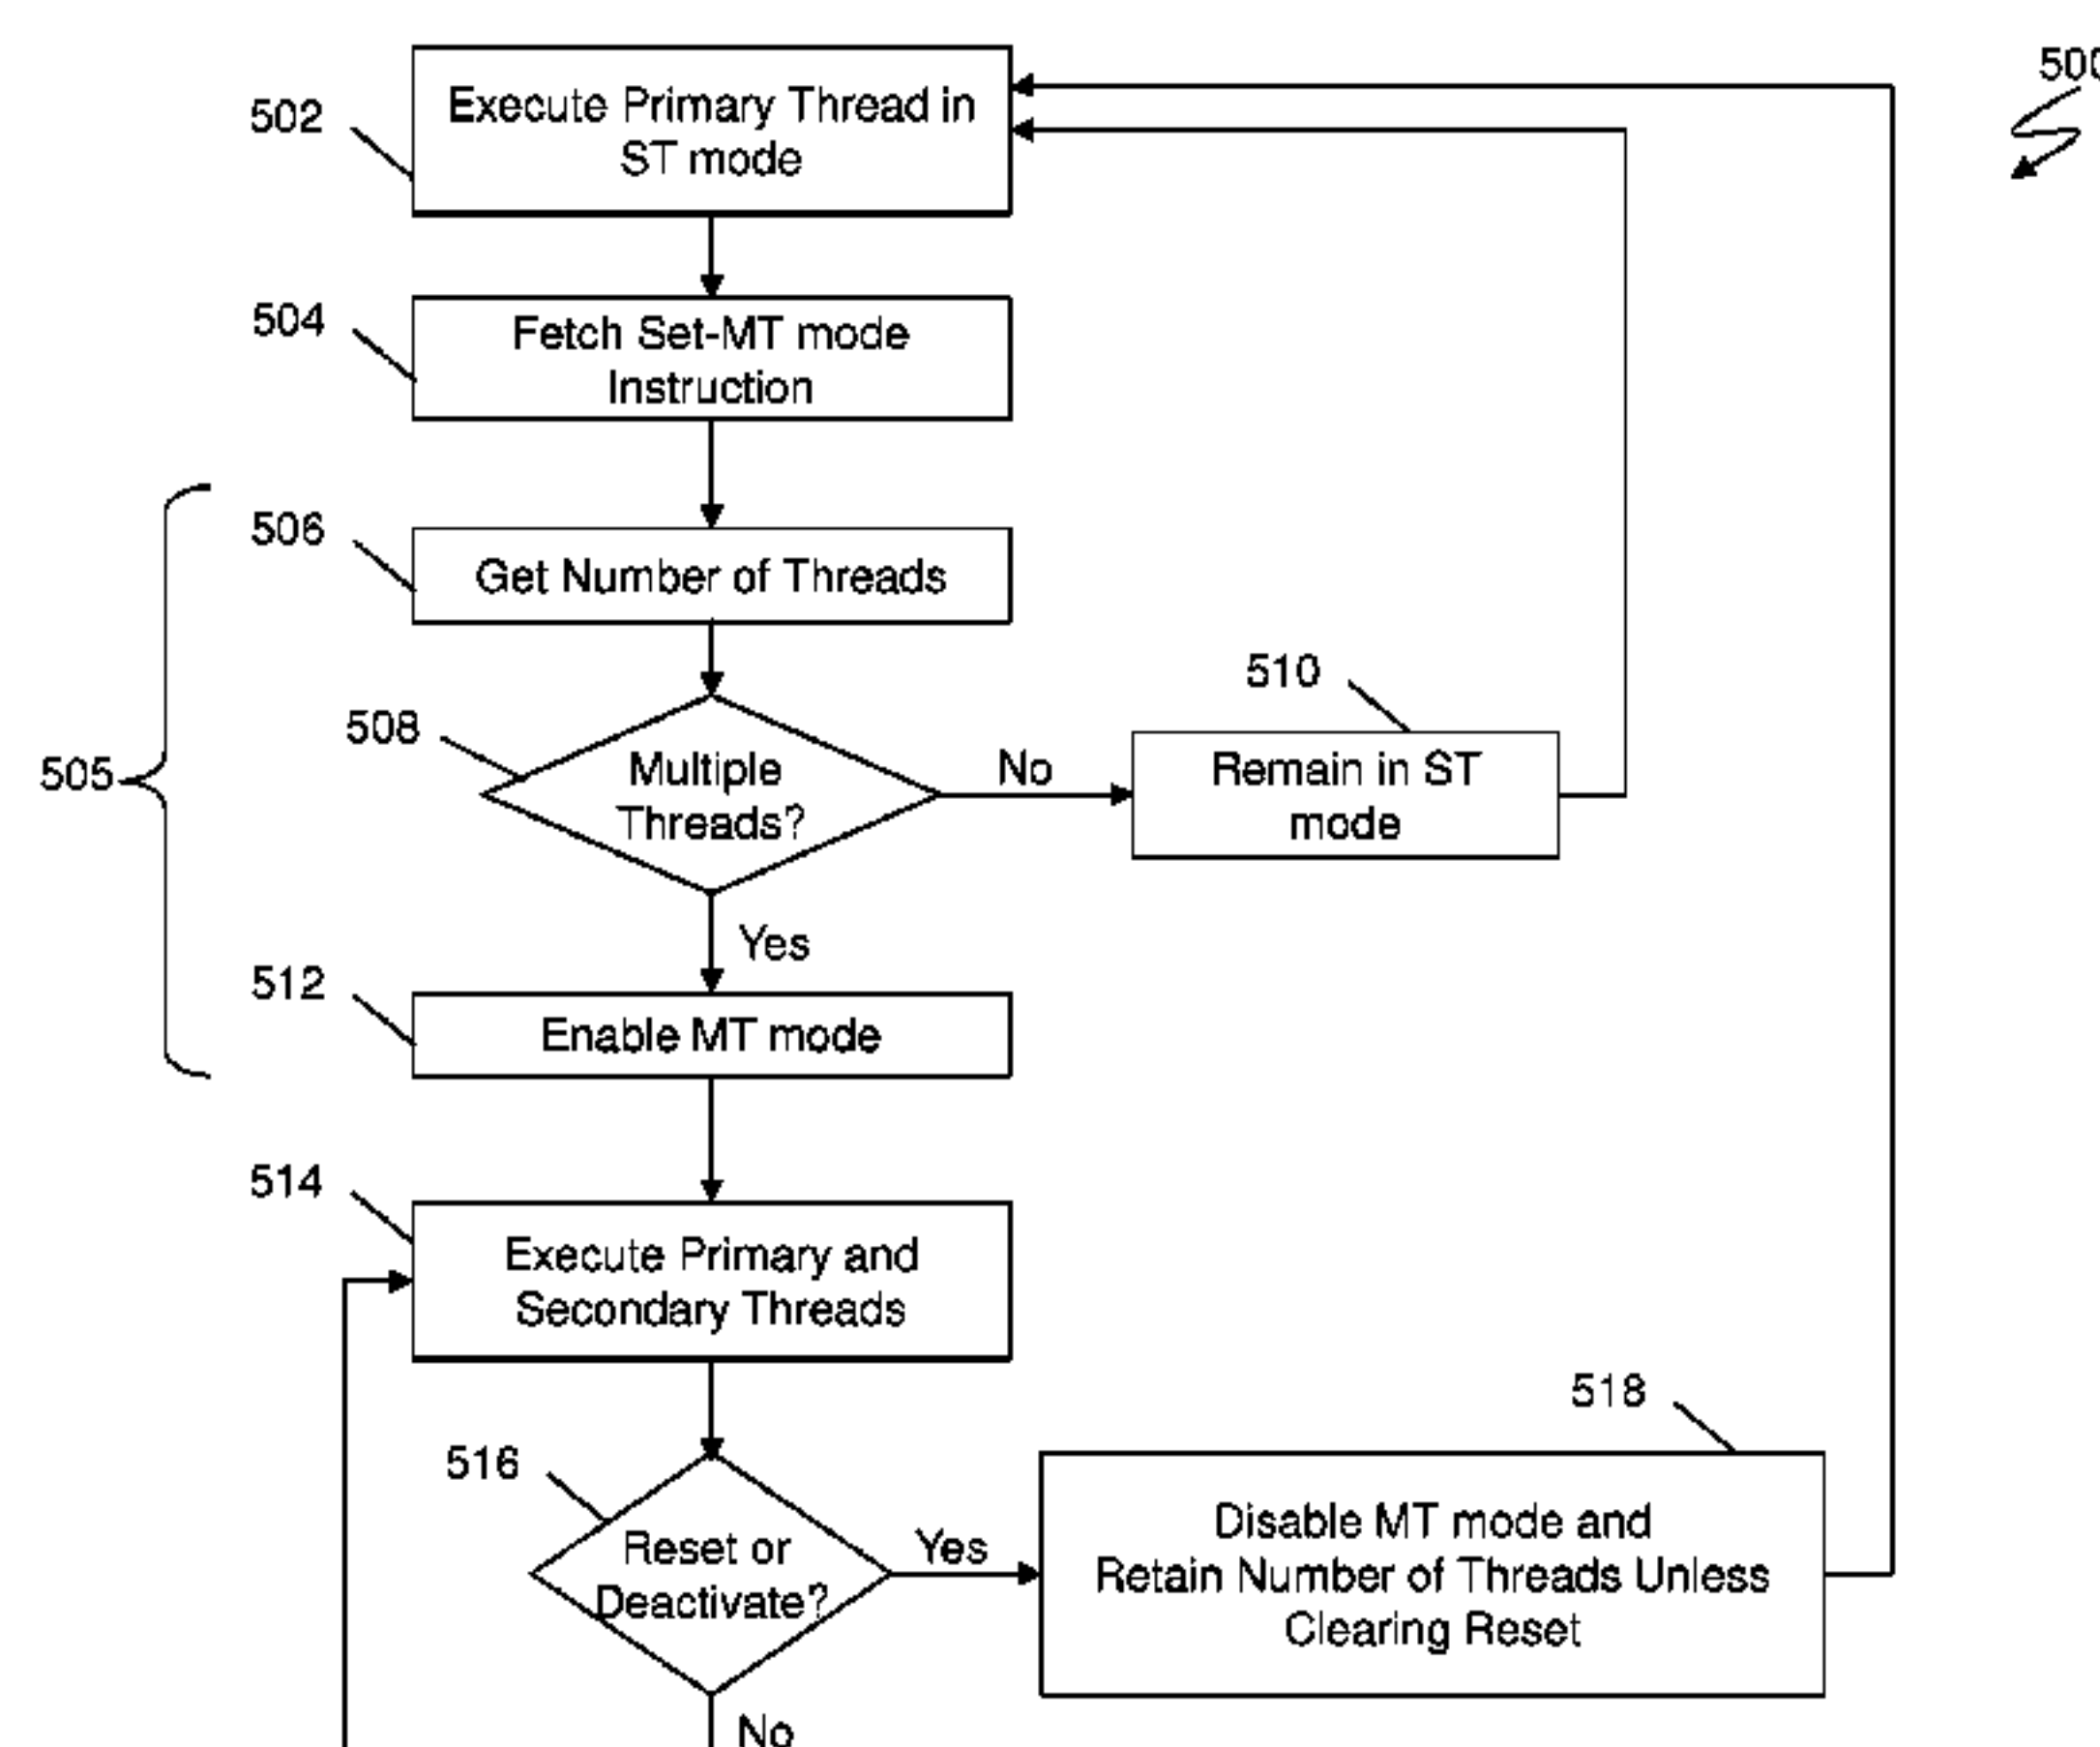 500
502
Execute Primary Thread in
ST mode
504
Fetch Set-MT mode
Instruction
505
506
Get Number of Threads
508
Multiple
Threads?
No
510
Remain in ST
mode
Yes
512
Enable MT mode
514
Execute Primary and
Secondary Threads
516
Reset or
Deactivate?
Yes
518
Disable MT mode and
Retain Number of Threads Unless
Clearing Reset
No